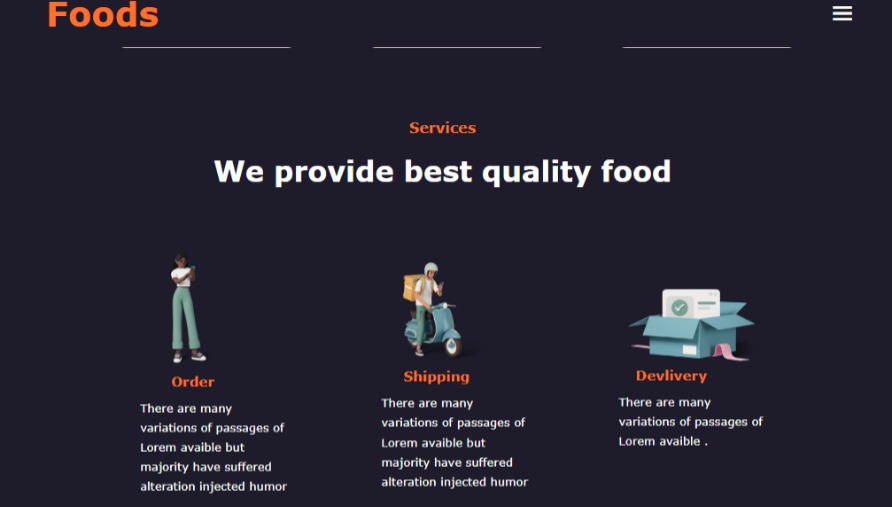 Foods
Services
We provide best quality food
Order
There are many
variations of passages of
Lorem avaible but
majority have suffered
alteration injected humor
Shipping
There are many
variations of passages of
Lorem avaible but
majority have suffered
alteration injected humor
Devlivery
There are many
variations of passages of
Lorem avaible .